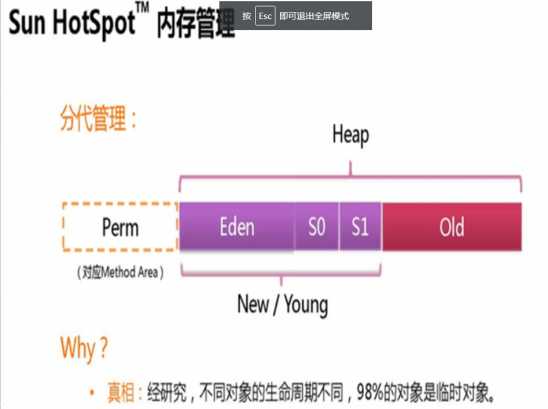 Sun HotSpot™ 内存管理
按 Esc 即可退出全屏模式
分代管理：
Heap
Perm
Eden
S0
S1
Old
（对应Method Area）
New / Young
Why？
• 真相：经研究，不同对象的生命周期不同，98%的对象是临时对象。